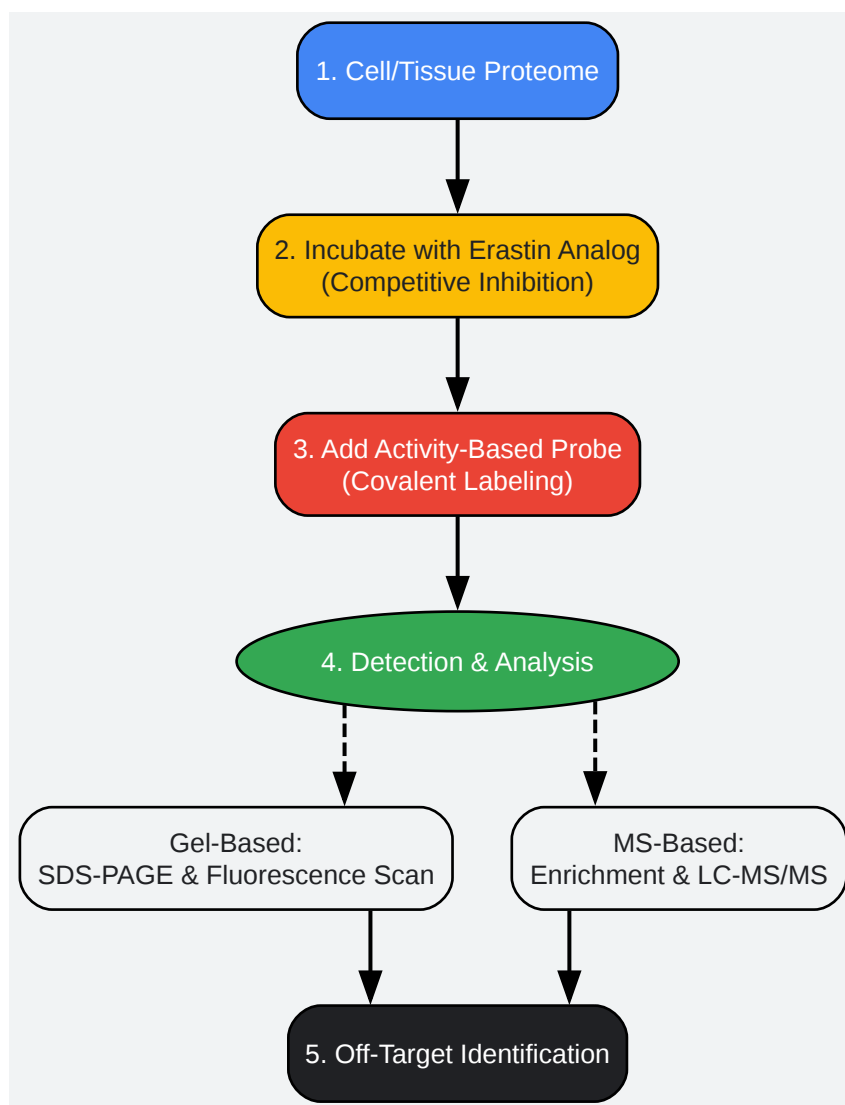 1. Cell/Tissue Proteome
2. Incubate with Erastin Analog
(Competitive Inhibition)
3. Add Activity-Based Probe
(Covalent Labeling)
4. Detection & Analysis
Gel-Based:
SDS-PAGE & Fluorescence Scan
MS-Based:
Enrichment & LC-MS/MS
5. Off-Target Identification